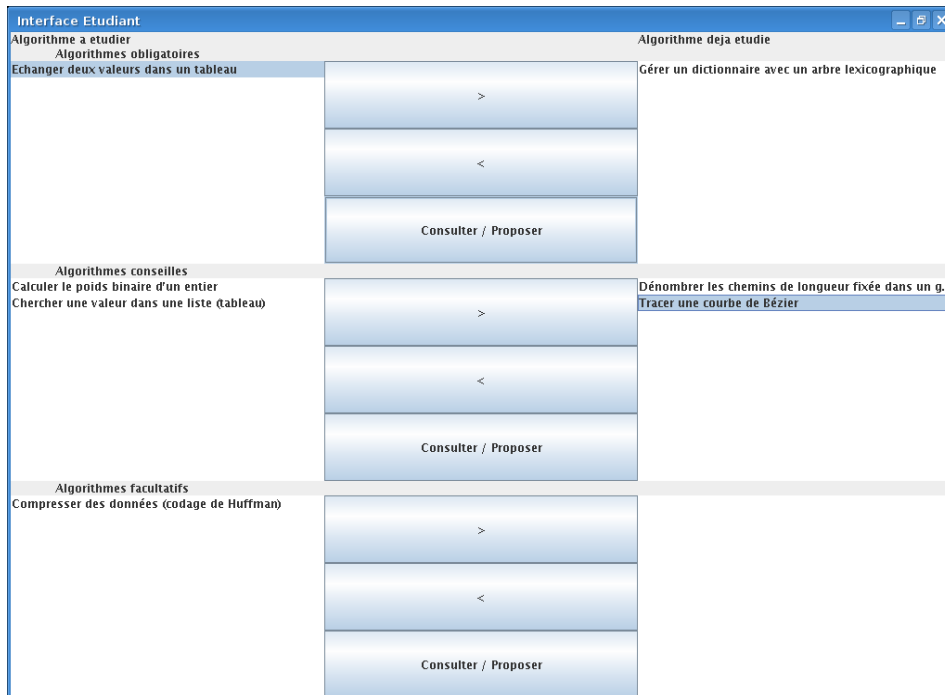 Interface Etudiant
Algorithme a etudier
Algorithme deja etudie
Algorithmes obligatoires
Echanger deux valeurs dans un tableau
>
<
Consulter / Proposer
Gérer un dictionnaire avec un arbre lexicographique
Algorithmes conseilles
Calculer le poids binaire d'un entier
Chercher une valeur dans une liste (tableau)
>
<
Consulter / Proposer
Dénombrer les chemins de longueur fixée dans un g...
Tracer une courbe de Bézier
Algorithmes facultatifs
Compresser des données (codage de Huffman)
>
<
Consulter / Proposer